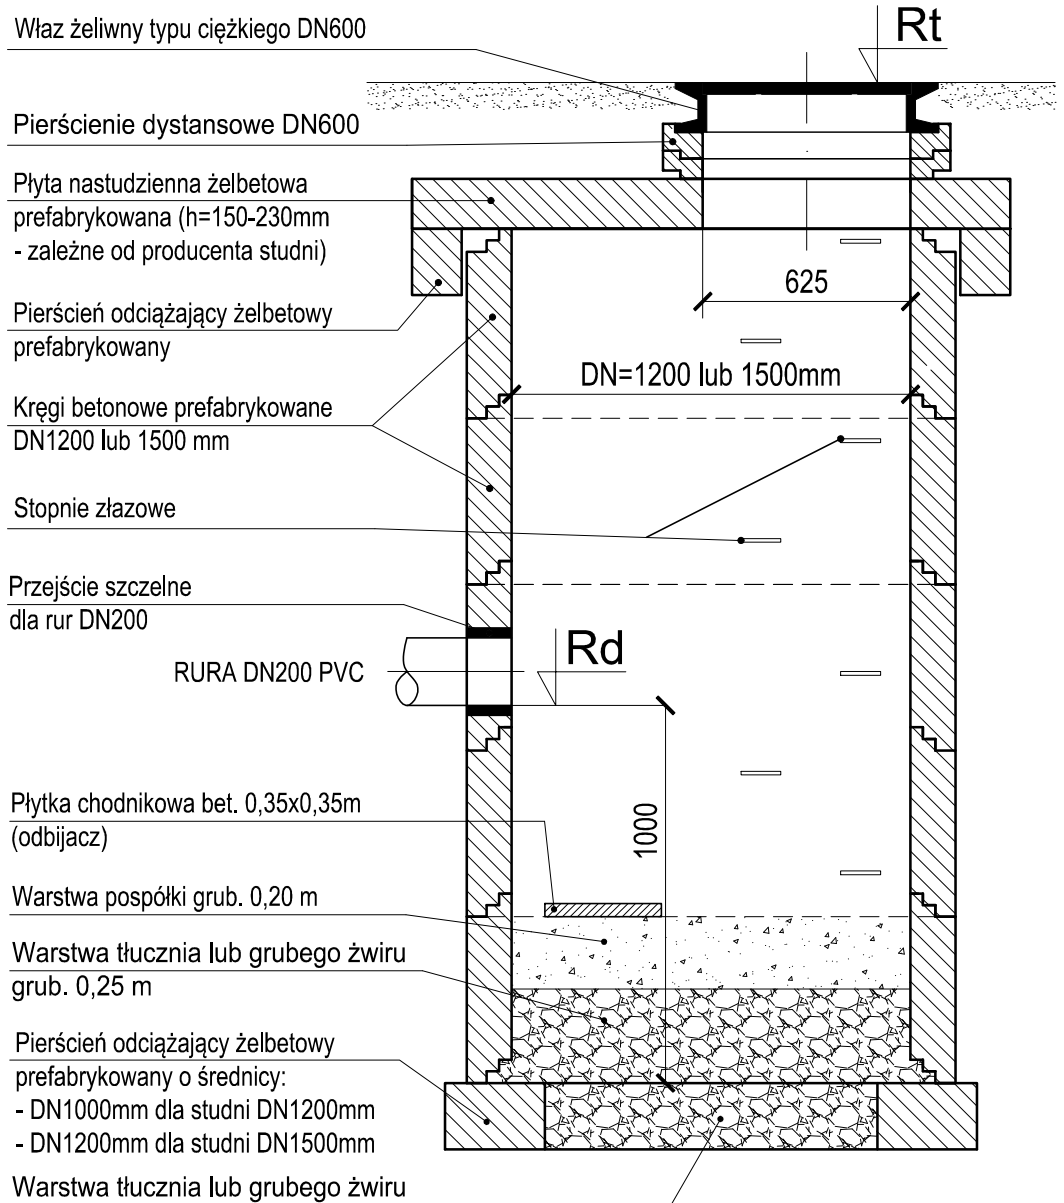 Właz żeliwny typu ciężkiego DN600
Rt
Pierścienie dystansowe DN600
Płyta nastudzienna żelbetowa
prefabrykowana (h=150-230mm
- zależne od producenta studni)
625
Pierścień odciążający żelbetowy
prefabrykowany
DN=1200 lub 1500mm
Kręgi betonowe prefabrykowane
DN1200 lub 1500 mm
Stopnie złazowe
Przejście szczelne
dla rur DN200
Rd
RURA DN200 PVC
Płytka chodnikowa bet. 0,35x0,35m
(odbijacz)
1000
Warstwa pospółki grub. 0,20 m
Warstwa tłucznia lub grubego żwiru
grub. 0,25 m
Pierścień odciążający żelbetowy
prefabrykowany o średnicy:
- DN1000mm dla studni DN1200mm
- DN1200mm dla studni DN1500mm
Warstwa tłucznia lub grubego żwiru